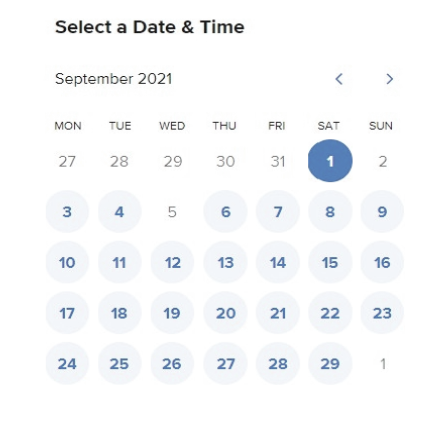 Select a Date & Time
September 2021
MON TUE WED THU FRI SAT SUN
27 28 29 30 31 1 2
3 4 5 6 7 8 9
10 11 12 13 14 15 16
17 18 19 20 21 22 23
24 25 26 27 28 29 1